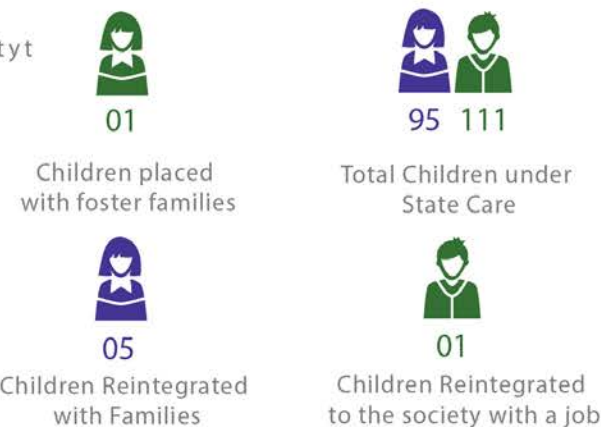 tyt
01
95 111
Children placed
with foster families
Total Children under
State Care
05
01
Children Reintegrated
with Families
Children Reintegrated
to the society with a job